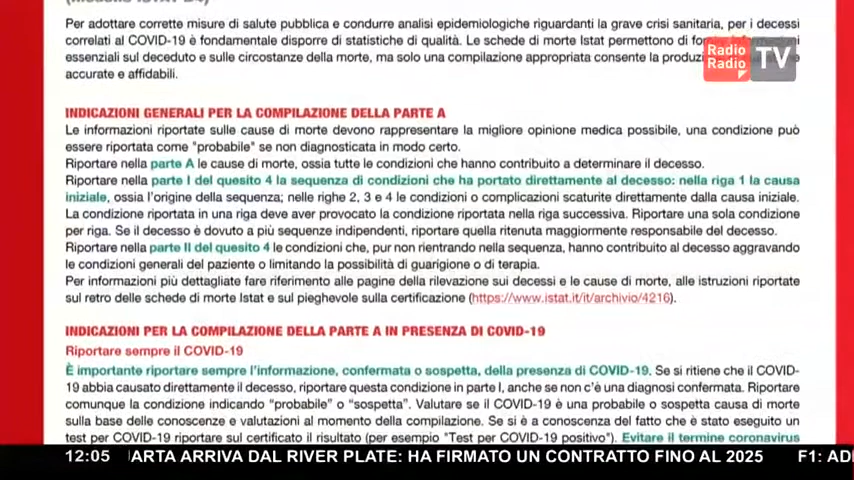 Per adottare corrette misure di salute pubblica e condurre analisi epidemiologiche riguardanti la grave crisi sanitaria, per i decessi
correlati al COVID-19 è fondamentale disporre di statistiche di qualità. Le schede di morte Istat permettono di
essenziali sul deceduto e sulle circostanze della morte, ma solo una compilazione appropriata consente la
accurate e affidabili.
Radio
Radio
TV
INDICAZIONI GENERALI PER LA COMPILAZIONE DELLA PARTE A
Le informazioni riportate sulle cause di morte devono rappresentare la migliore opinione medica possibile, una condizione può
essere riportata come "probabile" se non diagnosticata in modo certo.
Riportare nella parte A le cause di morte, ossia tutte le condizioni che hanno contribuito a determinare il decesso.
Riportare nella parte I del quesito 4 la sequenza di condizioni che ha portato direttamente al decesso: nella riga 1 la causa
iniziale, ossia l'origine della sequenza; nelle righe 2, 3 e 4 le condizioni o complicazioni scaturite direttamente dalla causa iniziale.
La condizione riportata in una riga deve aver provocato la condizione riportata nella riga successiva. Riportare una sola condizione
per riga. Se il decesso è dovuto a più sequenze indipendenti, riportare quella ritenuta maggiormente responsabile del decesso.
Riportare nella parte II del quesito 4 le condizioni che, pur non rientrando nella sequenza, hanno contribuito al decesso aggravando
le condizioni generali del paziente o limitando la possibilità di guarigione o di terapia.
Per informazioni più dettagliate fare riferimento alle pagine della rilevazione sui decessi e le cause di morte, alle istruzioni riportate
sul retro delle schede di morte Istat e sul pieghevole sulla certificazione (https://www.istat.it/it/archivio/4216).
INDICAZIONI PER LA COMPILAZIONE DELLA PARTE A IN PRESENZA DI COVID-19
Riportare sempre il COVID-19
È importante riportare sempre l'informazione, confermata o sospetta, della presenza di COVID-19. Se si ritiene che il COVID-
19 abbia causato direttamente il decesso, riportare questa condizione in parte I, anche se non c'è una diagnosi confermata. Riportare
comunque la condizione indicando "probabile" o "sospetta". Valutare se il COVID-19 è una probabile o sospetta causa di morte
sulla base delle conoscenze e valutazioni al momento della compilazione. Se si è a conoscenza del fatto che è stato eseguito un
test per COVID-19 riportare sul certificato il risultato (per esempio "Test per COVID-19 positivo"). Evitare il termine coronavirus
12:05 ARTA ARRIVA DAL RIVER PLATE: HA FIRMATO UN CONTRATTO FINO AL 2025 F1: